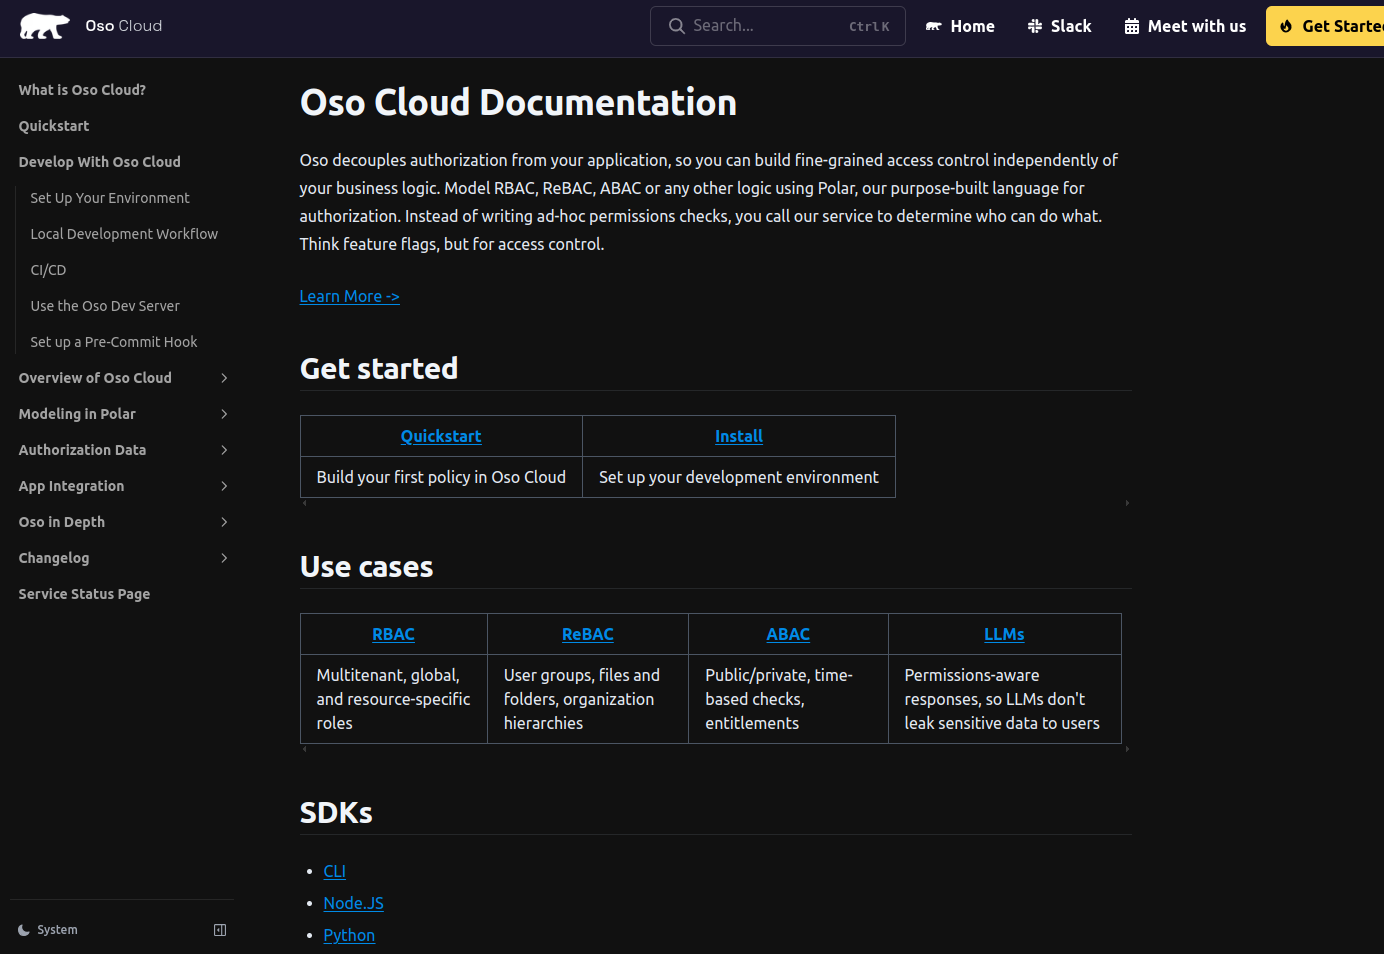 Oso Cloud
Search...
Ctrl K
Home
Slack
Meet with us
Get Starte
What is Oso Cloud?
Quickstart
Develop With Oso Cloud
Set Up Your Environment
Local Development Workflow
CI/CD
Use the Oso Dev Server
Set up a Pre-Commit Hook
Overview of Oso Cloud
Modeling in Polar
Authorization Data
App Integration
Oso in Depth
Changelog
Service Status Page
System
Oso Cloud Documentation
Oso decouples authorization from your application, so you can build fine-grained access control independently of
your business logic. Model RBAC, ReBAC, ABAC or any other logic using Polar, our purpose-built language for
authorization. Instead of writing ad-hoc permissions checks, you call our service to determine who can do what.
Think feature flags, but for access control.
Learn More ->
Get started
Quickstart
Install
Build your first policy in Oso Cloud
Set up your development environment
Use cases
RBAC
ReBAC
ABAC
LLMs
Multitenant, global,
and resource-specific
roles
User groups, files and
folders, organization
hierarchies
Public/private, time-
based checks,
entitlements
Permissions-aware
responses, so LLMs don't
leak sensitive data to users
SDKs
CLI
Node.JS
Python